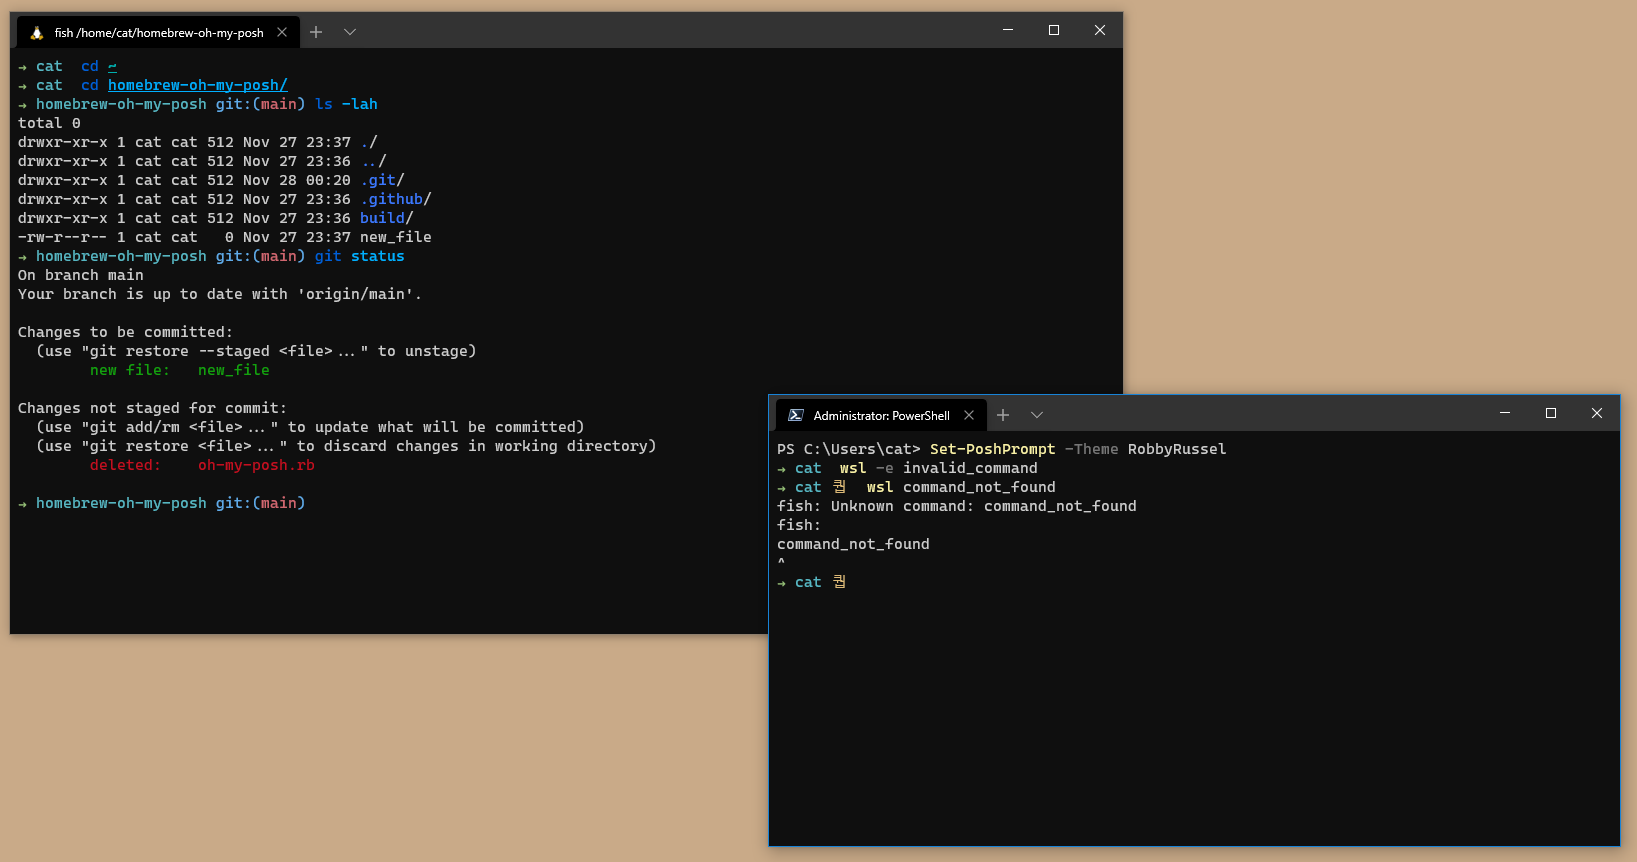 fish /home/cat/homebrew-oh-my-posh
→ cat  cd ~
→ cat  cd homebrew-oh-my-posh/
→ homebrew-oh-my-posh git:(main) ls -lah
total 0
drwxr-xr-x 1 cat cat 512 Nov 27 23:37 ./
drwxr-xr-x 1 cat cat 512 Nov 27 23:36 ../
drwxr-xr-x 1 cat cat 512 Nov 28 00:20 .git/
drwxr-xr-x 1 cat cat 512 Nov 27 23:36 .github/
drwxr-xr-x 1 cat cat 512 Nov 27 23:36 build/
-rw-r--r-- 1 cat cat   0 Nov 27 23:37 new_file
→ homebrew-oh-my-posh git:(main) git status
On branch main
Your branch is up to date with 'origin/main'.
Changes to be committed:
  (use "git restore --staged <file>..." to unstage)
        new file:   new_file
Changes not staged for commit:
  (use "git add/rm <file>..." to update what will be committed)
  (use "git restore <file>..." to discard changes in working directory)
        deleted:    oh-my-posh.rb
→ homebrew-oh-my-posh git:(main)
Administrator: PowerShell
PS C:\Users\cat> Set-PoshPrompt -Theme RobbyRussel
→ cat  wsl -e invalid_command
→ cat 퀩  wsl command_not_found
fish: Unknown command: command_not_found
fish:
command_not_found
^
→ cat 퀩